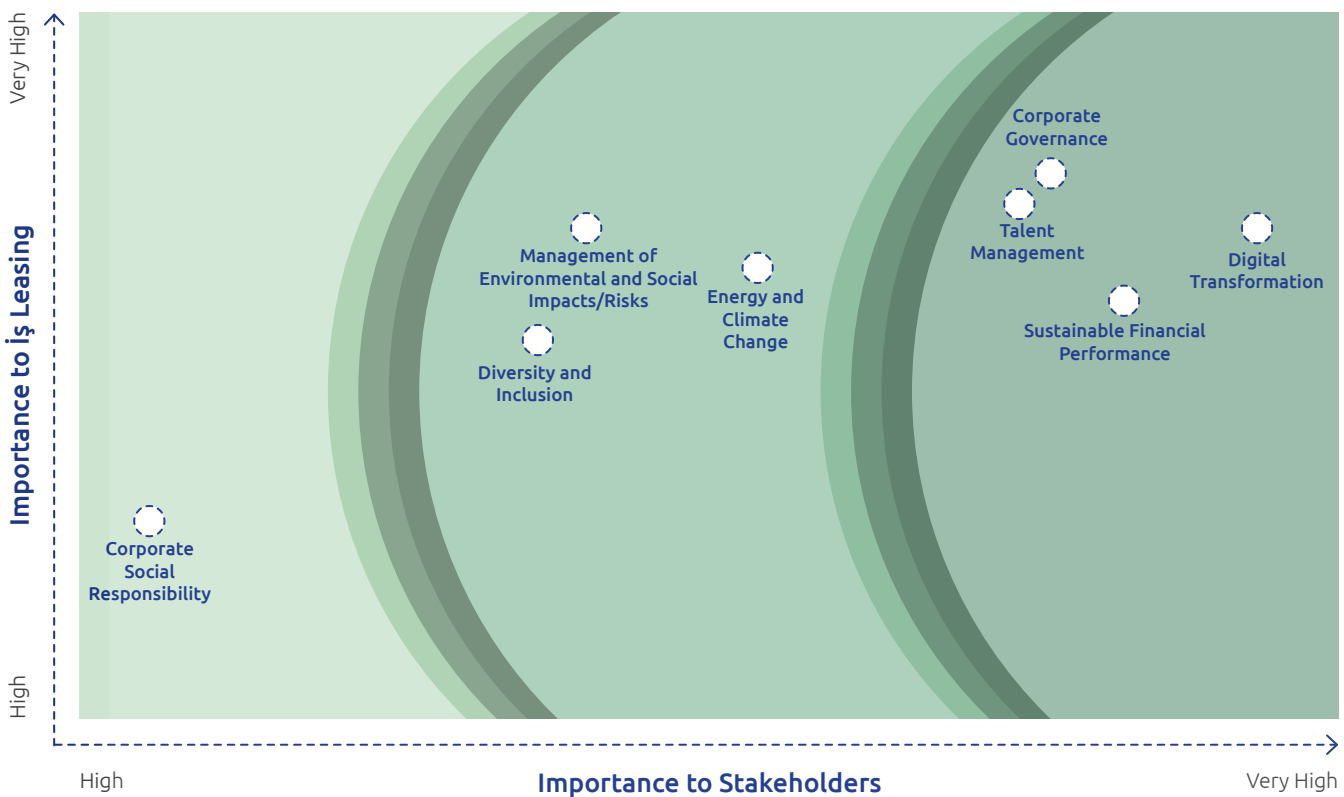 Very High
Importance to İş Leasing
High
Corporate
Governance
Talent
Management
Digital
Transformation
Sustainable Financial
Performance
Management of
Environmental and Social
Impacts/Risks
Energy and
Climate
Change
Diversity and
Inclusion
Corporate
Social
Responsibility
High
Importance to Stakeholders
Very High